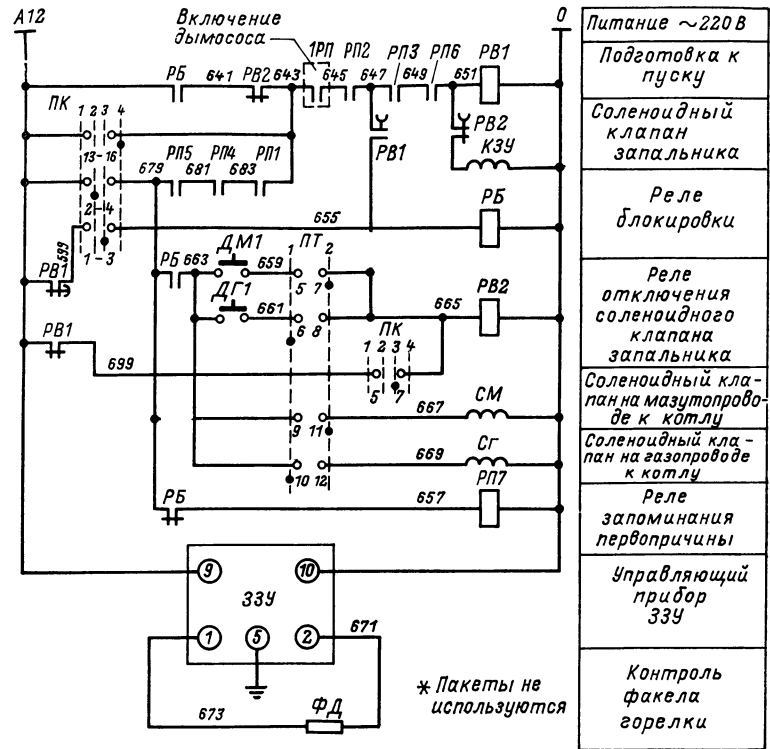 А12
Включение
дымососа
0
Питание ~220 В
РБ 641 РВ2 643 1РП 645 РП2 647 РП3 649 РП6 651 РВ1
Подготовка к
пуску
ПК
1 2 3 4
13-16
РВ1
РВ2
КЗУ
Соленоидный
клапан
запальника
679 РП5 681 РП4 683 РП1
2-4
655
РБ
Реле
блокировки
699
1-3
РВ1
РБ 663 ДМ1 659 1 ПТ 2
5 7
ДГ1
661
6 8
665 РВ2
Реле
отключения
соленоидного
клапана
запальника
РВ1
699
ПК
1 2 3 4
5 7
9 11
667 СМ
Соленоидный кла-
пан на мазутопрово-
де к котлу
10 12
669 Сг
Соленоидный кла-
пан на газопроводе
к котлу
РБ
657
РП7
Реле
запоминания
первопричины
9 10
ЗЗУ
1 5 2
671
Управляющий
прибор
ЗЗУ
673
ФД
* Пакеты не
используются
Контроль
факела
горелки